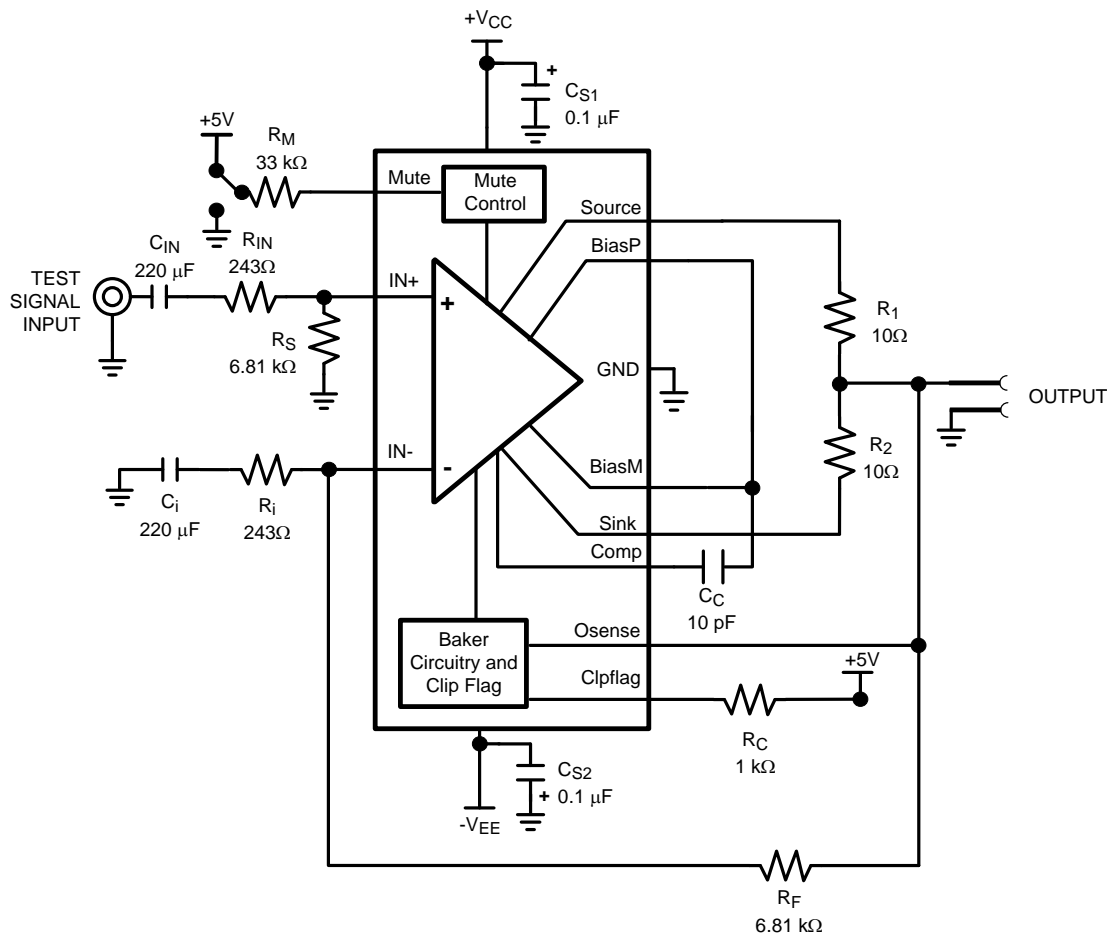 +VCC
+
CS1
0.1 µF
+5V
RM
33 kΩ
Mute
Mute
Control
Source
BiasP
CIN
220 µF
RIN
243Ω
TEST
SIGNAL
INPUT
IN+
+
RS
6.81 kΩ
R1
10Ω
GND
OUTPUT
R2
10Ω
IN-
-
BiasM
Ci
220 µF
Ri
243Ω
Sink
Comp
CC
10 pF
Baker
Circuitry and
Clip Flag
Osense
Clpflag
+5V
RC
1 kΩ
CS2
0.1 µF
+
-VEE
RF
6.81 kΩ